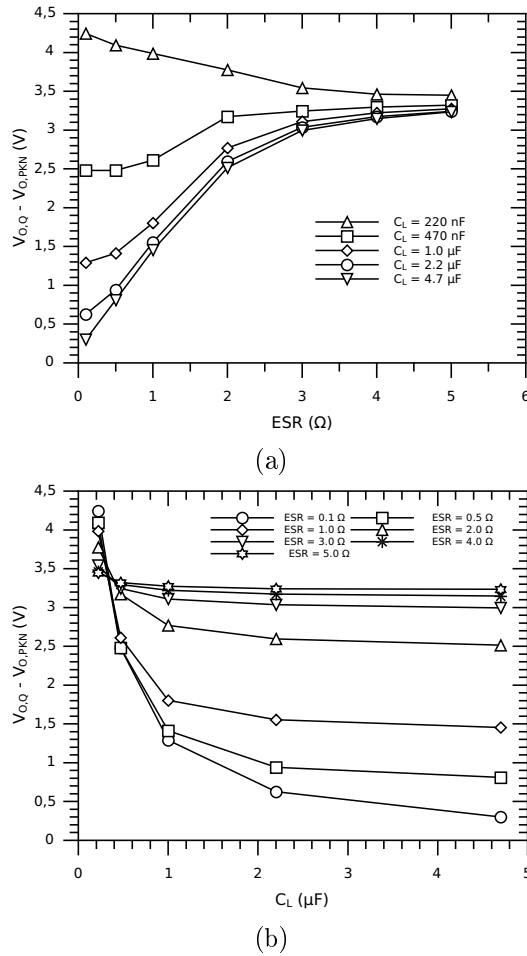 4,5
4
3,5
3
2,5
2
1,5
1
0,5
0
V_O,Q - V_O,PKN (V)
C_L = 220 nF
C_L = 470 nF
C_L = 1.0 µF
C_L = 2.2 µF
C_L = 4.7 µF
0 1 2 3 4 5 6
ESR (Ω)
(a)
4,5
4
3,5
3
2,5
2
1,5
1
0,5
0
V_O,Q - V_O,PKN (V)
ESR = 0.1 Ω ESR = 0.5 Ω
ESR = 1.0 Ω ESR = 2.0 Ω
ESR = 3.0 Ω ESR = 4.0 Ω
ESR = 5.0 Ω
0 1 2 3 4 5
C_L (µF)
(b)